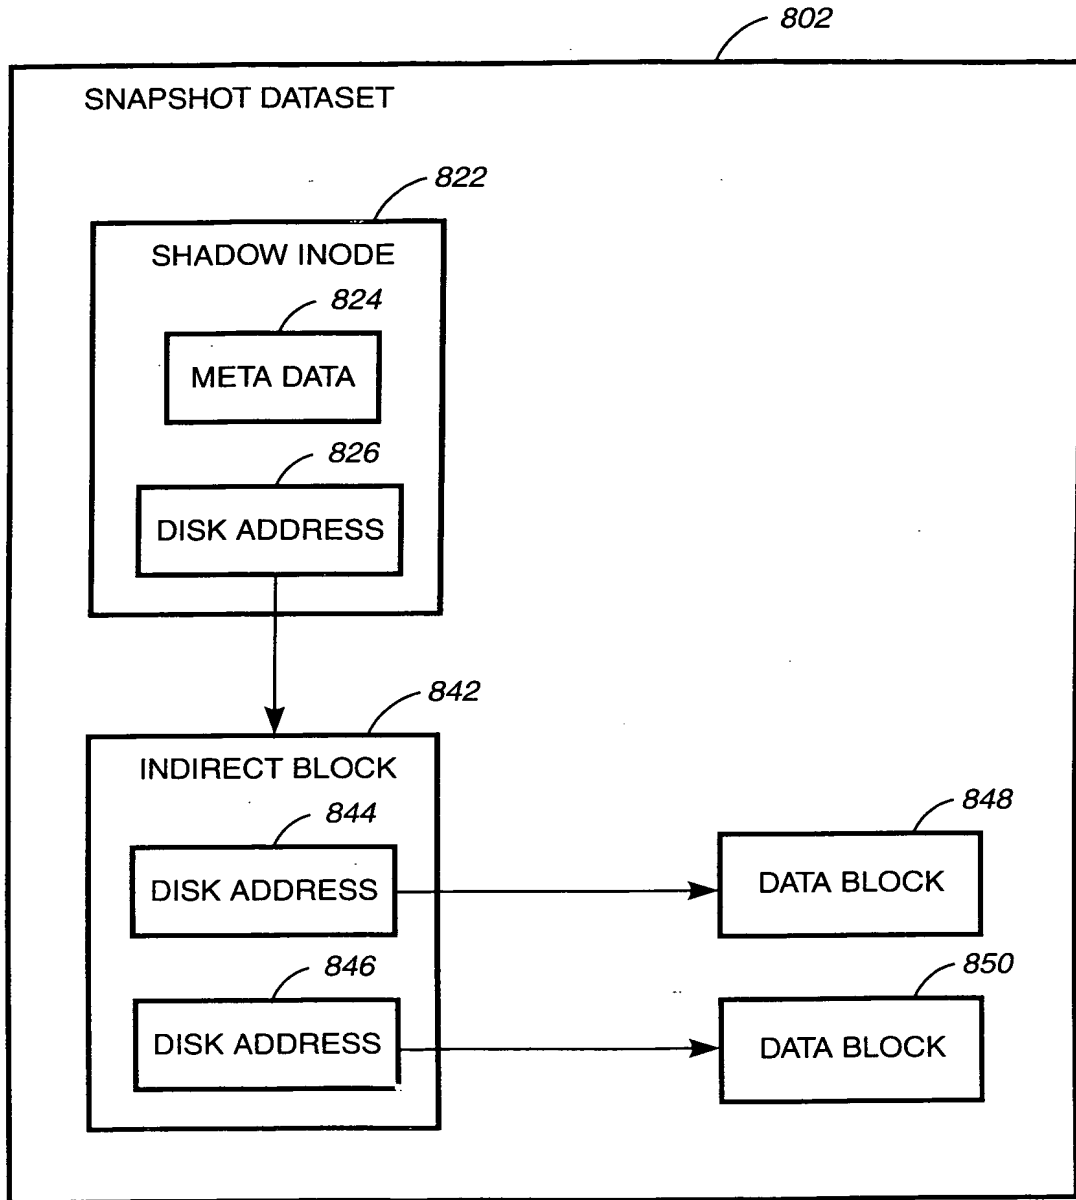 802
SNAPSHOT DATASET
822
SHADOW INODE
824
META DATA
826
DISK ADDRESS
842
INDIRECT BLOCK
844
848
DISK ADDRESS
DATA BLOCK
846
850
DISK ADDRESS
DATA BLOCK